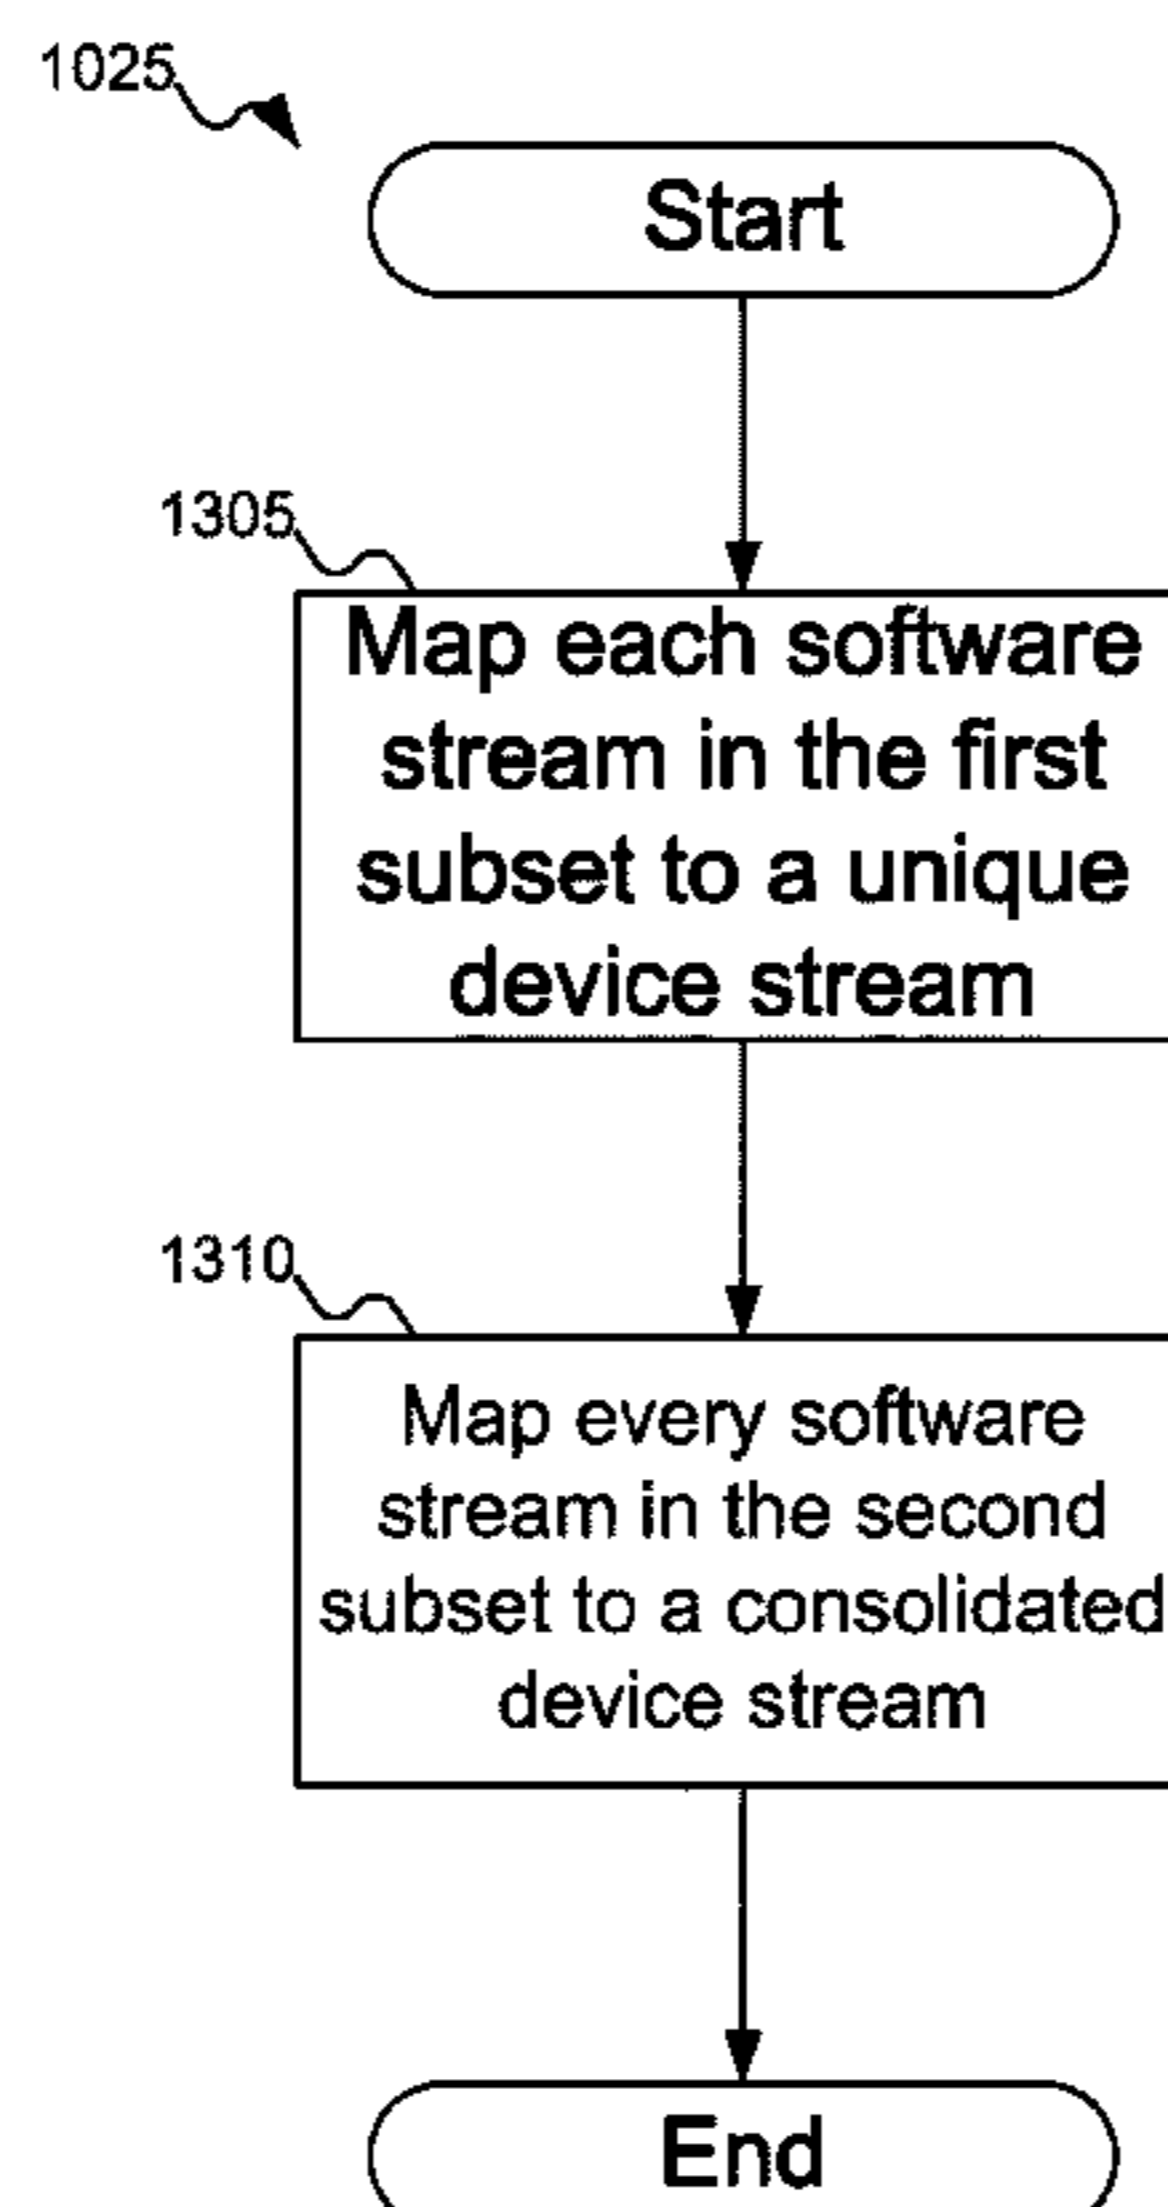 1025
Start
1305
Map each software
stream in the first
subset to a unique
device stream
1310
Map every software
stream in the second
subset to a consolidated
device stream
End